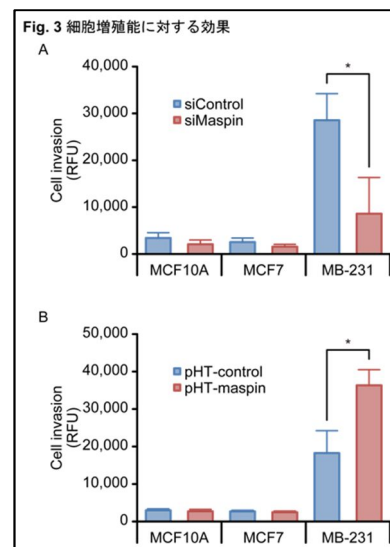 Fig. 3 細胞増殖能に対する効果
A
40,000
30,000
20,000
10,000
0
Cell invasion
(RFU)
siControl
siMaspin
*
MCF10A MCF7 MB-231
B
50,000
40,000
30,000
20,000
10,000
0
Cell invasion
(RFU)
pHT-control
pHT-maspin
*
MCF10A MCF7 MB-231